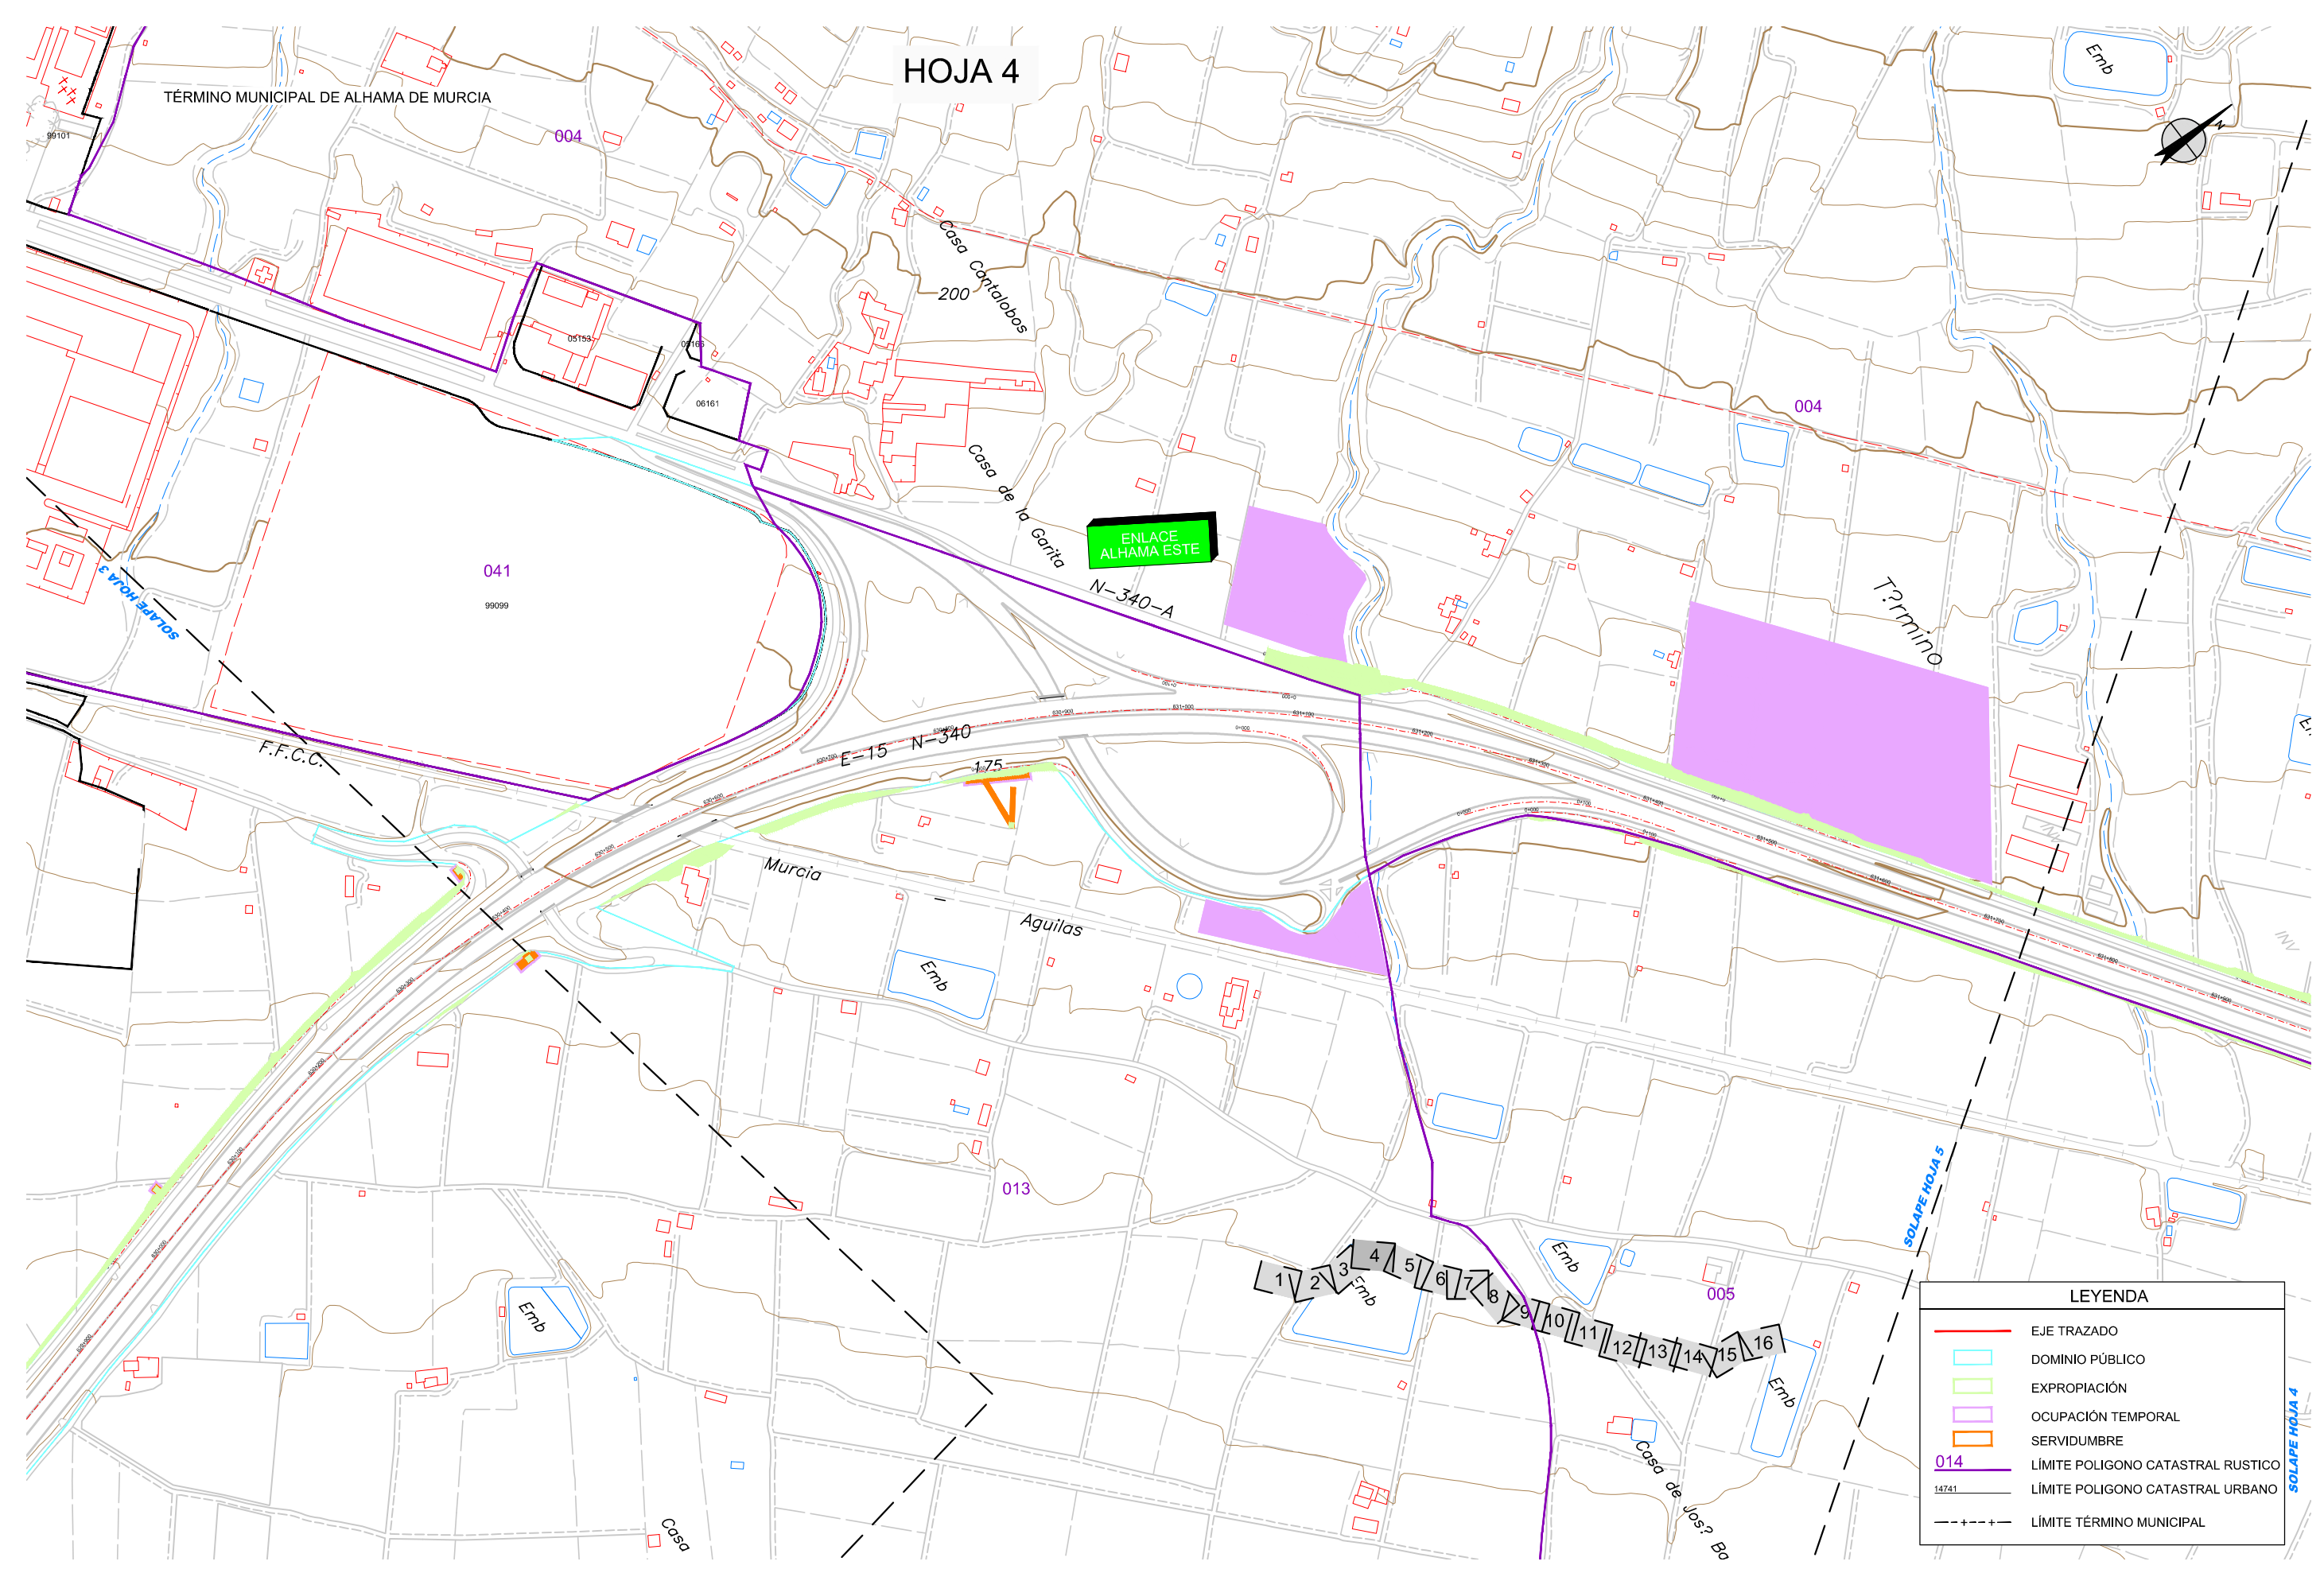 HOJA 4
TÉRMINO MUNICIPAL DE ALHAMA DE MURCIA
Emb
N
99101
004
Casa Cantalobos
200
05153
05166
06161
004
Casa de la Garita
ENLACE
ALHAMA ESTE
N-340-A
T?rmino
041
99099
SOLAPE HOJA 3
F.F.C.C.
E-15 N-340
175
Murcia
Aguilas
Emb
013
SOLAPE HOJA 5
Emb
Emb
Emb
005
1 2 3 4 5 6 7 8 9 10 11 12 13 14 15 16
Emb
Casa
Casa de Jos? Ba
LEYENDA
EJE TRAZADO
DOMINIO PÚBLICO
EXPROPIACIÓN
OCUPACIÓN TEMPORAL
SERVIDUMBRE
014 LÍMITE POLIGONO CATASTRAL RUSTICO
14741 LÍMITE POLIGONO CATASTRAL URBANO
LÍMITE TÉRMINO MUNICIPAL
SOLAPE HOJA 4